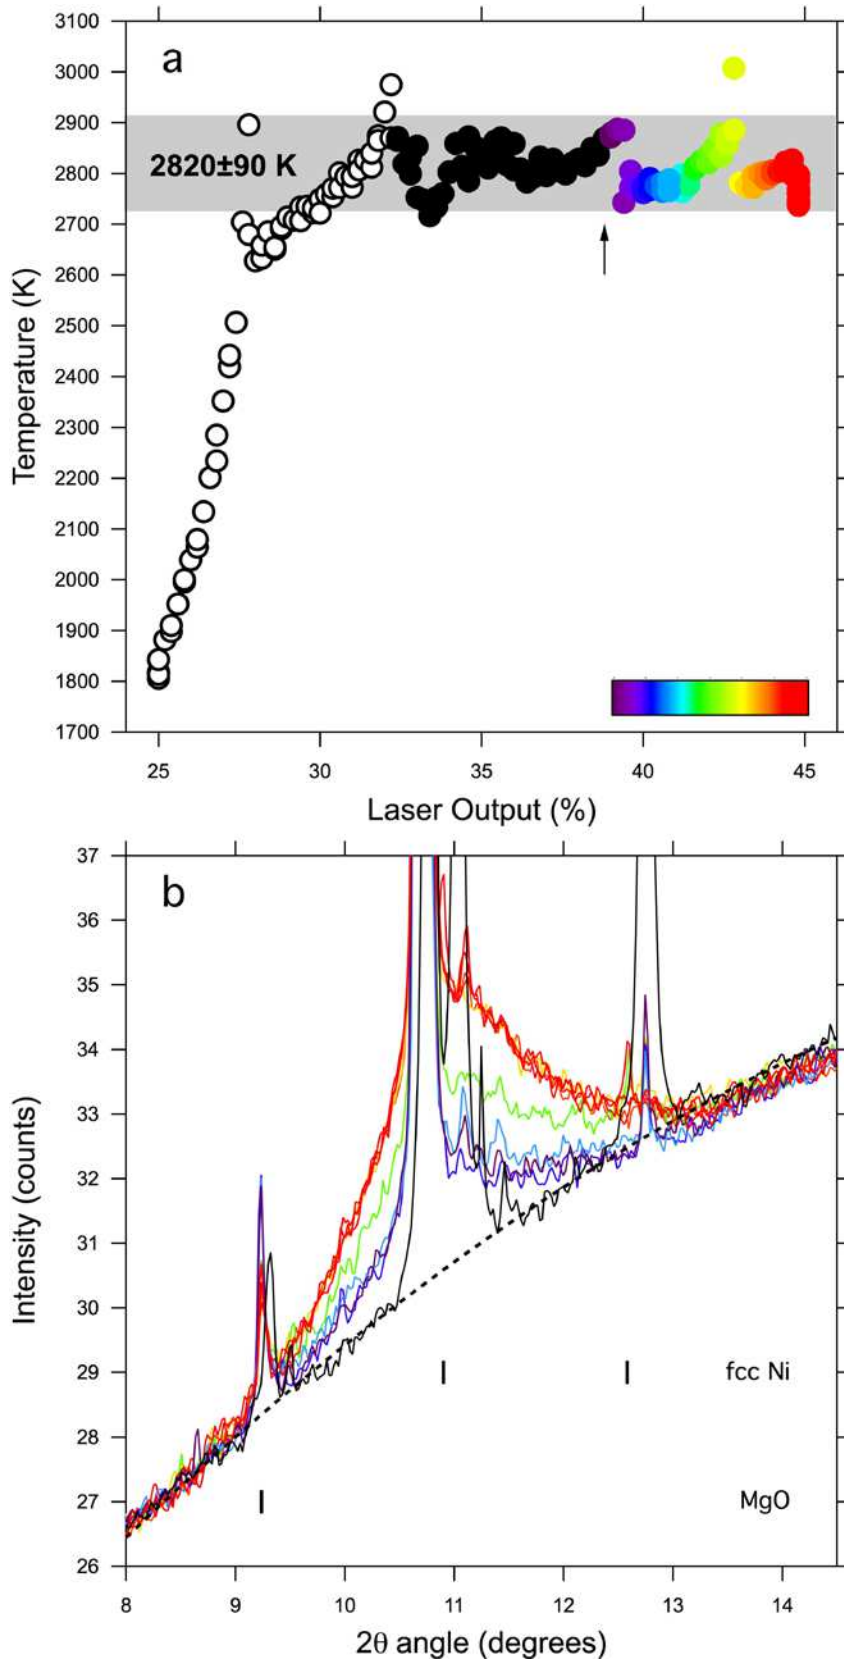 a
3100
3000
2900
2800
2700
2600
2500
2400
2300
2200
2100
2000
1900
1800
1700
Temperature (K)
2820±90 K
25 30 35 40 45
Laser Output (%)
b
37
36
35
34
33
32
31
30
29
28
27
26
Intensity (counts)
fcc Ni
MgO
8 9 10 11 12 13 14
2θ angle (degrees)